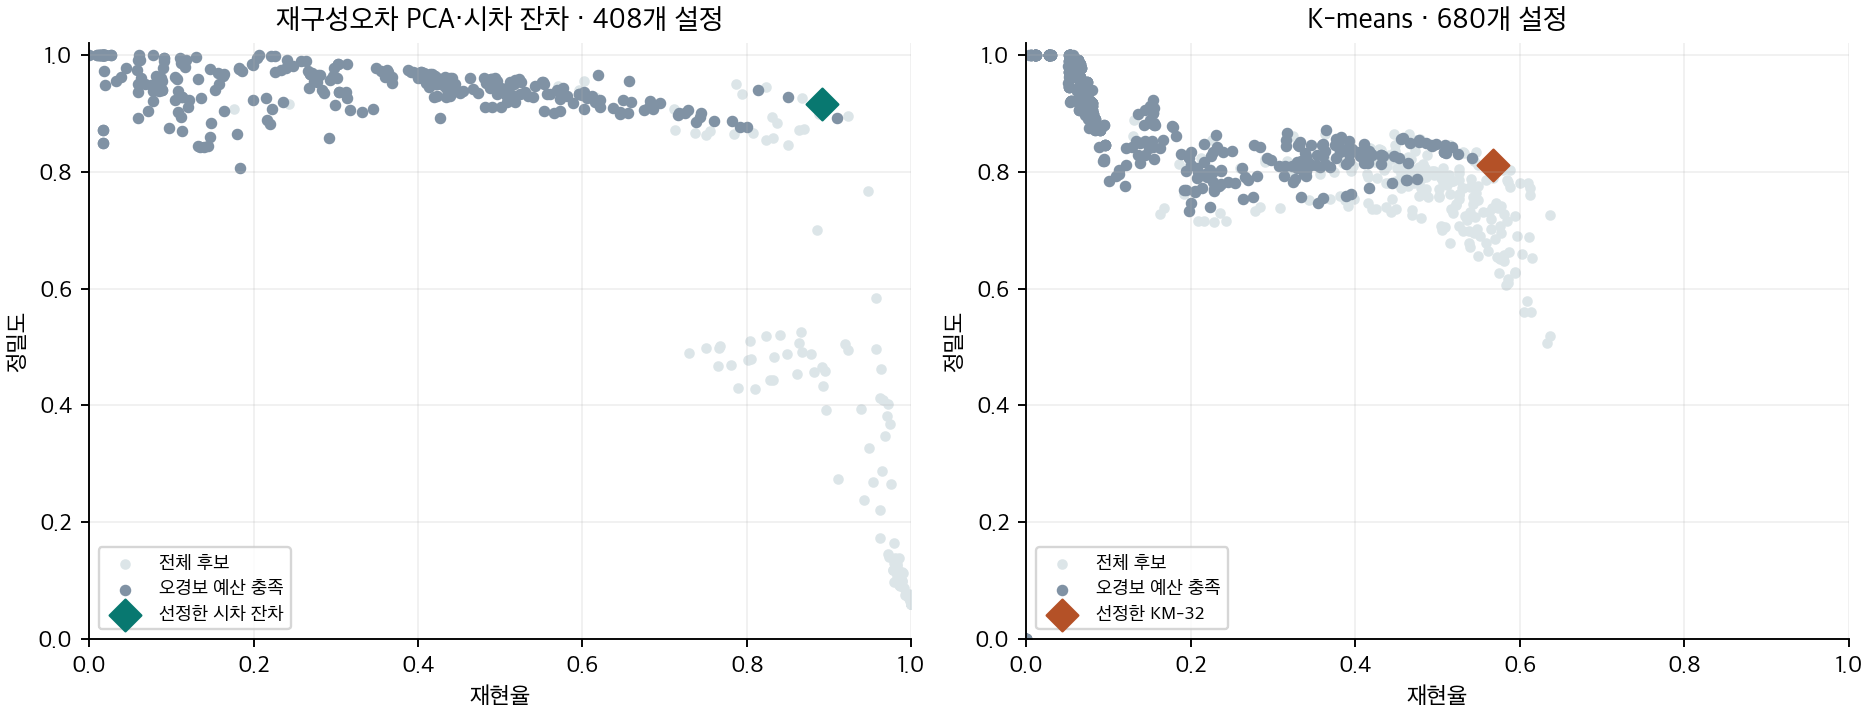 재구성오차 PCA·시차 잔차 · 408개 설정
1.0
0.8
0.6
0.4
0.2
0.0
정밀도
전체 후보
오경보 예산 충족
선정한 시차 잔차
0.0 0.2 0.4 0.6 0.8 1.0
재현율
K-means · 680개 설정
1.0
0.8
0.6
0.4
0.2
0.0
정밀도
전체 후보
오경보 예산 충족
선정한 KM-32
0.0 0.2 0.4 0.6 0.8 1.0
재현율